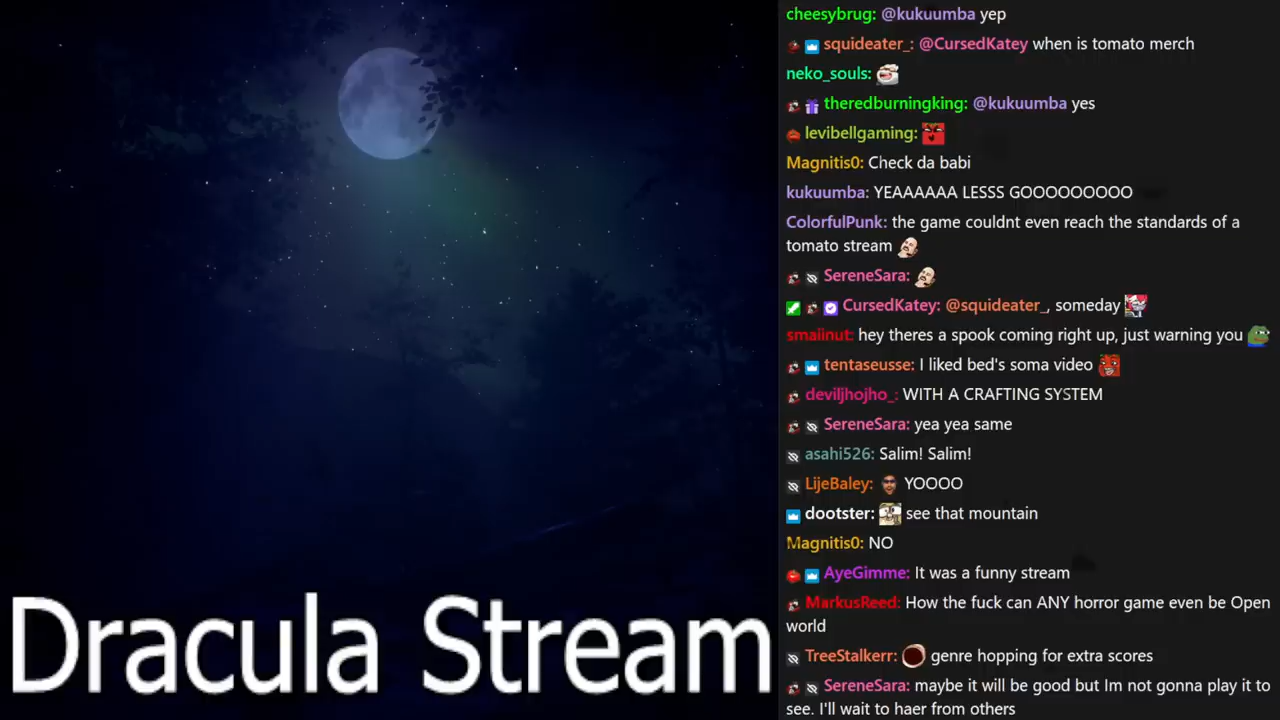 Dracula Stream
cheesybrug: @kukuumba yep
squideater_: @CursedKatey when is tomato merch
neko_souls:
theredburningking: @kukuumba yes
levibellgaming:
Magnitis0: Check da babi
kukuumba: YEAAAAAA LESSS GOOOOOOOOO
ColorfulPunk: the game couldnt even reach the standards of a
tomato stream
SereneSara:
CursedKatey: @squideater_, someday
smaiinut: hey theres a spook coming right up, just warning you
tentaseusse: I liked bed's soma video
deviljhojho_: WITH A CRAFTING SYSTEM
SereneSara: yea yea same
asahi526: Salim! Salim!
LijeBaley: YOOOO
dootster: see that mountain
Magnitis0: NO
AyeGimme: It was a funny stream
MarkusReed: How the fuck can ANY horror game even be Open
world
TreeStalkerr: genre hopping for extra scores
SereneSara: maybe it will be good but Im not gonna play it to
see. I'll wait to haer from others